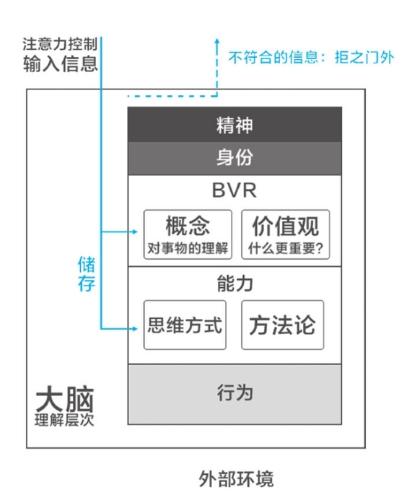 注意力控制
输入信息
不符合的信息：拒之门外
精神
身份
BVR
概念
对事物的理解
价值观
什么更重要?
储存
能力
思维方式
方法论
行为
大脑
理解层次
外部环境